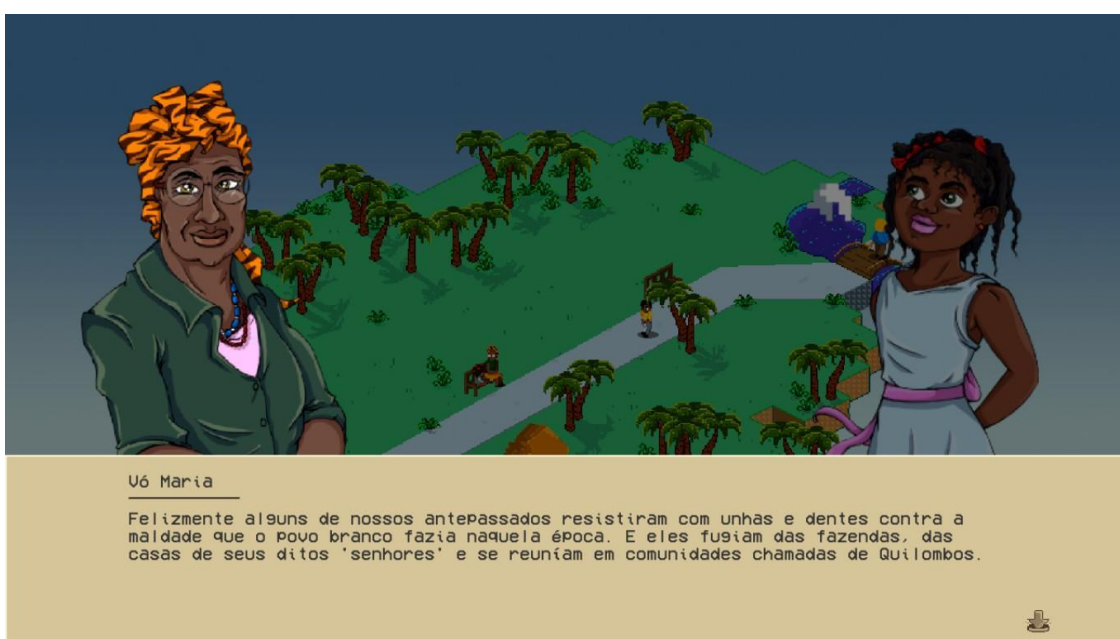 Vó Maria
Felizmente alguns de nossos antepassados resistiram com unhas e dentes contra a
maldade que o povo branco fazia naquela época. E eles fugiam das fazendas, das
casas de seus ditos 'senhores' e se reuníam em comunidades chamadas de Quilombos.